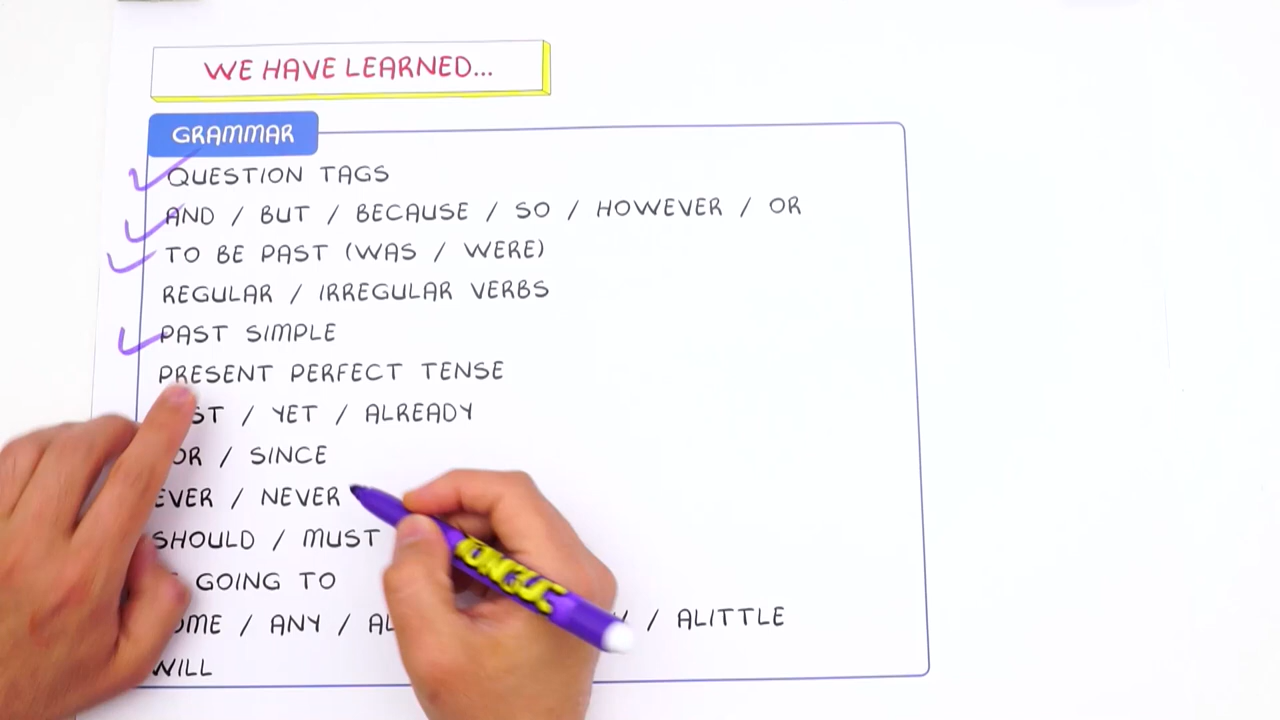 WE HAVE LEARNED...
GRAMMAR
QUESTION TAGS
AND / BUT / BECAUSE / SO / HOWEVER / OR
TO BE PAST (WAS / WERE)
REGULAR / IRREGULAR VERBS
PAST SIMPLE
PRESENT PERFECT TENSE
/ YET / ALREADY
/ SINCE
EVER / NEVER
SHOULD / MUST
GOING TO
/ ANY / / ALITTLE
WILL